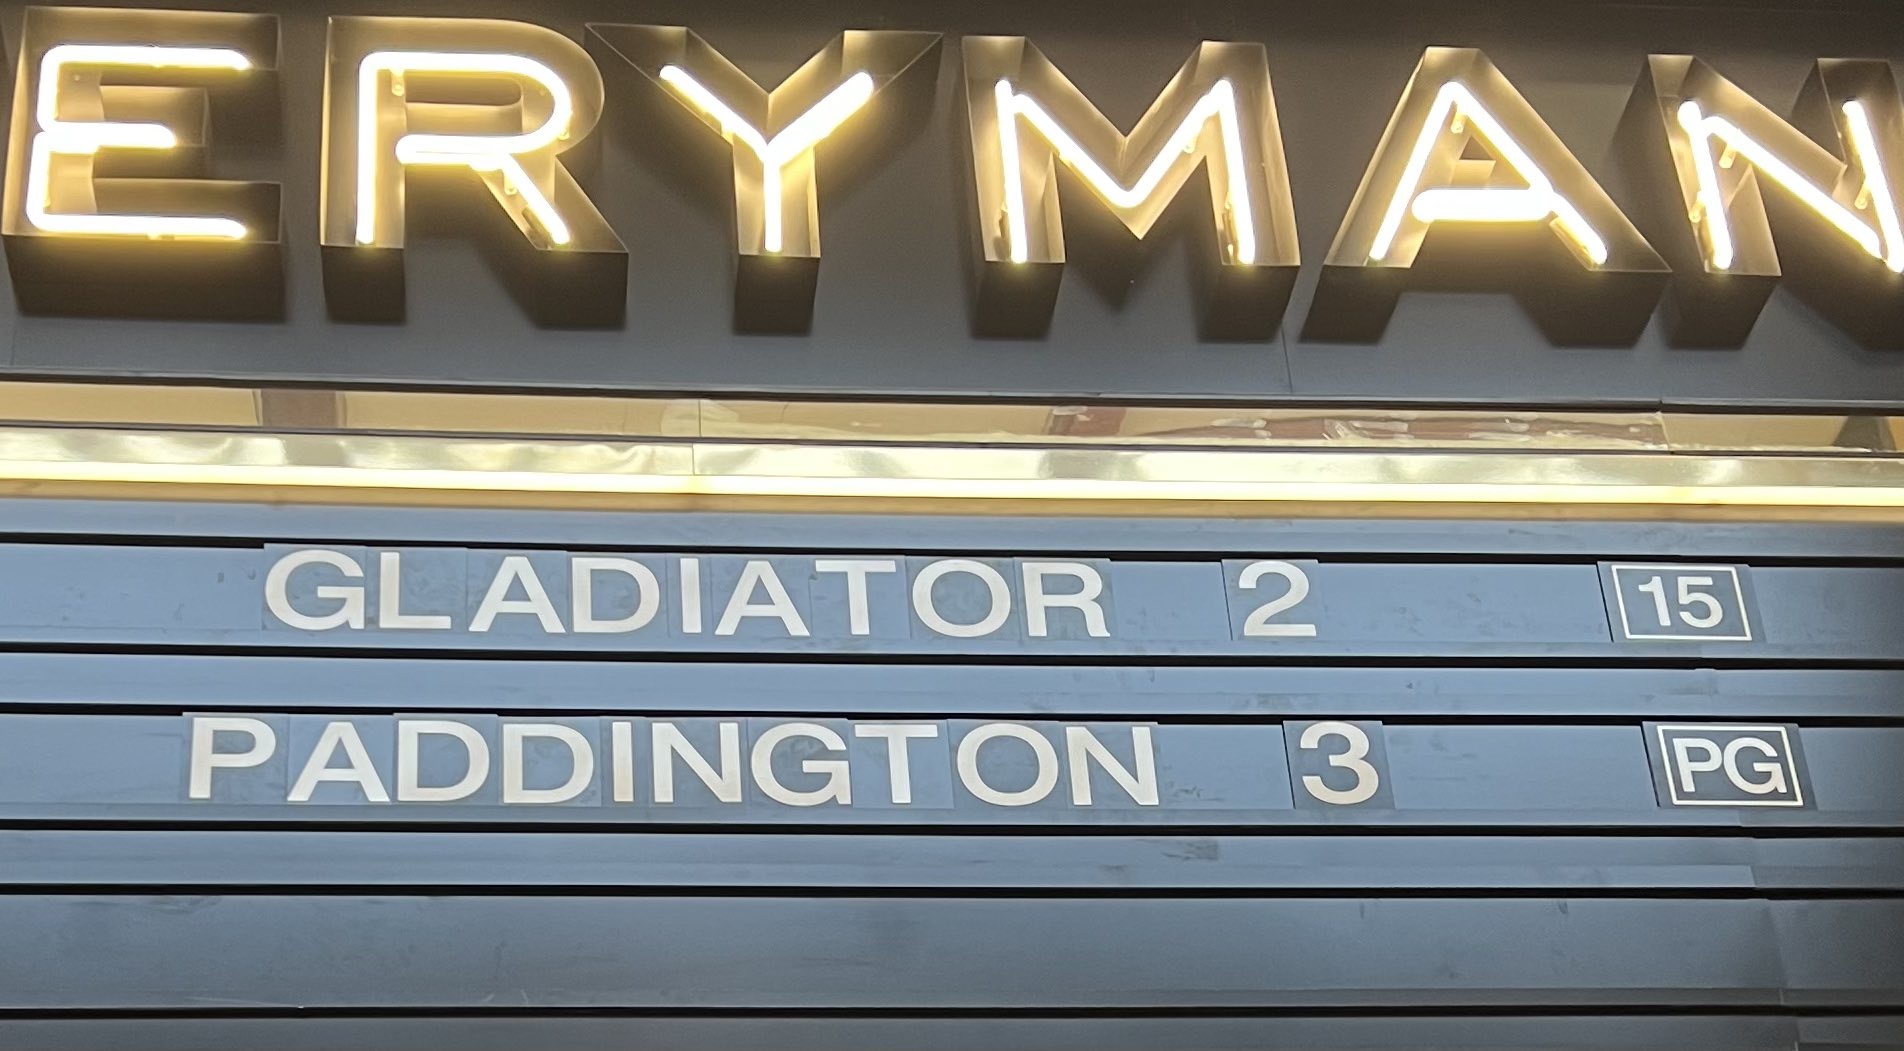 ERYMAN
GLADIATOR 2 15
PADDINGTON 3 PG